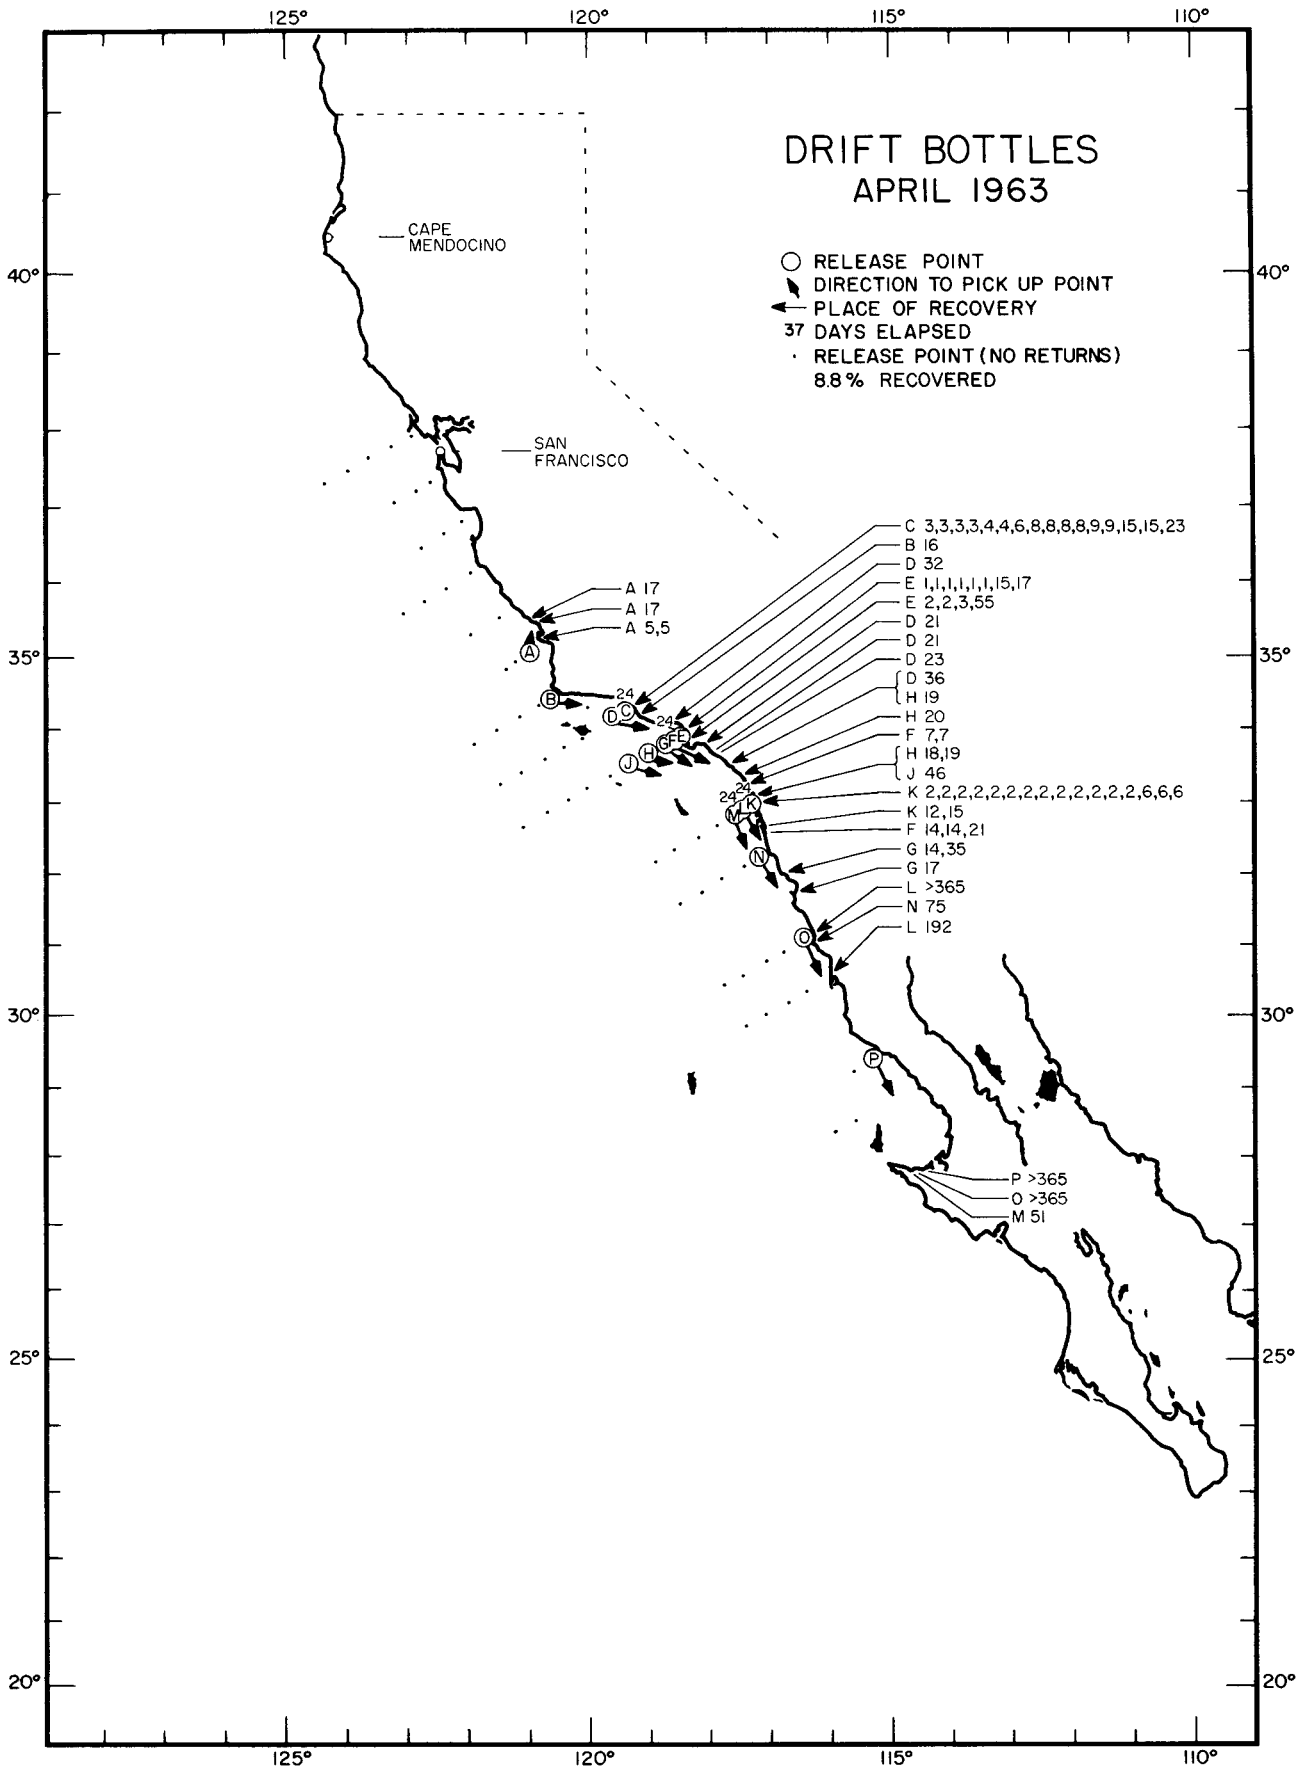 125° 120° 115° 110°
DRIFT BOTTLES
APRIL 1963
CAPE
MENDOCINO
RELEASE POINT
40° 40°
DIRECTION TO PICK UP POINT
PLACE OF RECOVERY
37 DAYS ELAPSED
RELEASE POINT (NO RETURNS)
8.8% RECOVERED
SAN
FRANCISCO
C 3,3,3,3,4,4,6,8,8,8,8,9,9,15,15,23
B 16
D 32
E 1,1,1,1,1,1,15,17
E 2,2,3,55
D 21
D 21
D 23
D 36
H 19
H 20
F 7,7
H 18,19
J 46
K 2,2,2,2,2,2,2,2,2,2,2,2,2,2,6,6,6
K 12,15
F 14,14,21
G 14,35
G 17
L >365
N 75
L 192
A 17
A 17
A 5,5
35° 35°
A
B
24
D C
24
G F E
H
J
24
24
M L K
N
O
30° 30°
P
P >365
O >365
M 51
25° 25°
20° 20°
125° 120° 115° 110°